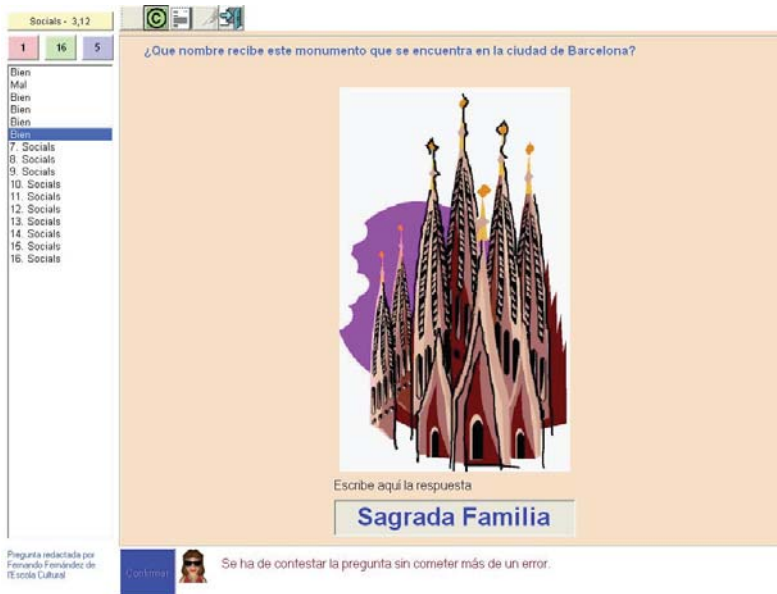 Socials - 3,12
1 16 5
Bien
Mal
Bien
Bien
Bien
Bien
7. Socials
8. Socials
9. Socials
10. Socials
11. Socials
12. Socials
13. Socials
14. Socials
15. Socials
16. Socials
Pregunta redactada por
Fernando Fernández de
l'Escola Cultural
©
¿Que nombre recibe este monumento que se encuentra en la ciudad de Barcelona?
Escribe aquí la respuesta
Sagrada Familia
Confirmar
Se ha de contestar la pregunta sin cometer más de un error.